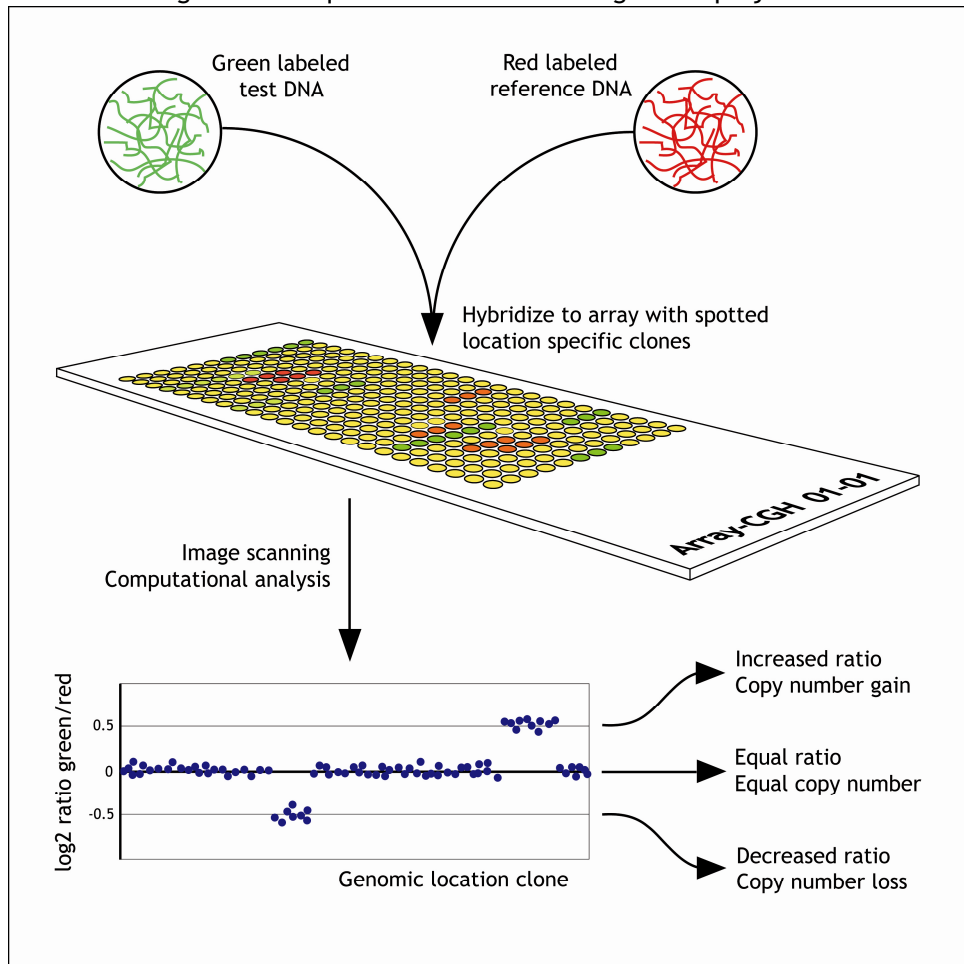 Green labeled
test DNA
Red labeled
reference DNA
Hybridize to array with spotted
location specific clones
Array-CGH 01-01
Image scanning
Computational analysis
log2 ratio green/red
0.5
0
-0.5
Genomic location clone
Increased ratio
Copy number gain
Equal ratio
Equal copy number
Decreased ratio
Copy number loss